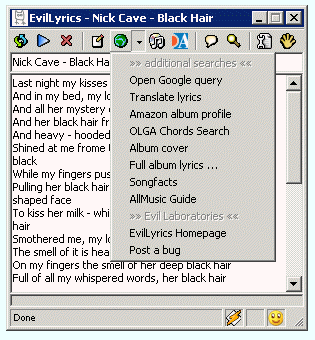 EvilLyrics - Nick Cave - Black Hair
Nick Cave - Black Ha
»» additional searches ««
Open Google query
Translate lyrics
Amazon album profile
OLGA Chords Search
Album cover
Full album lyrics ...
Songfacts
AllMusic Guide
»» Evil Laboratories ««
EvilLyrics Homepage
Post a bug
Last night my kisses
And in my bed, my lo
And all her mystery
And her black hair fr
And heavy - hooded
Shined at me frome t
black
While my fingers pus
Pulling her black hair
shaped face
To kiss her milk - whi
hair
Smothered me, my lo
The smell of it is hea
On my fingers the smell of her deep black hair
Full of all my whispered words, her black hair
Done